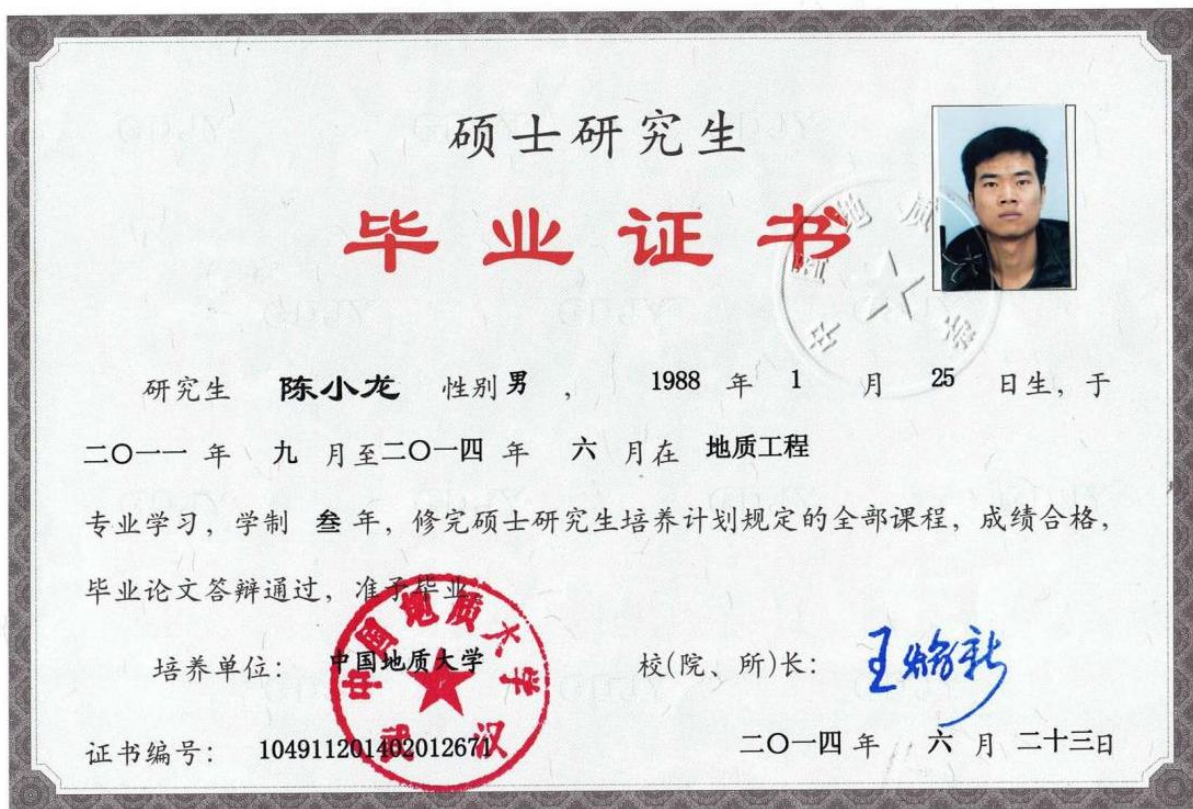 硕士研究生
毕业证书
研究生 陈小龙 性别 男 , 1988 年 1 月 25 日生, 于
二〇一一 年 九 月至 二〇一四 年 六 月在 地质工程
专业学习, 学制 叁 年, 修完硕士研究生培养计划规定的全部课程, 成绩合格,
毕业论文答辩通过, 准予毕业。
培养单位: 中国地质大学 校(院、所)长: 王焰新
证书编号: 104911201402012671 二〇一四 年 六 月 二十三日
中国地质大学
武汉
中国地质大学